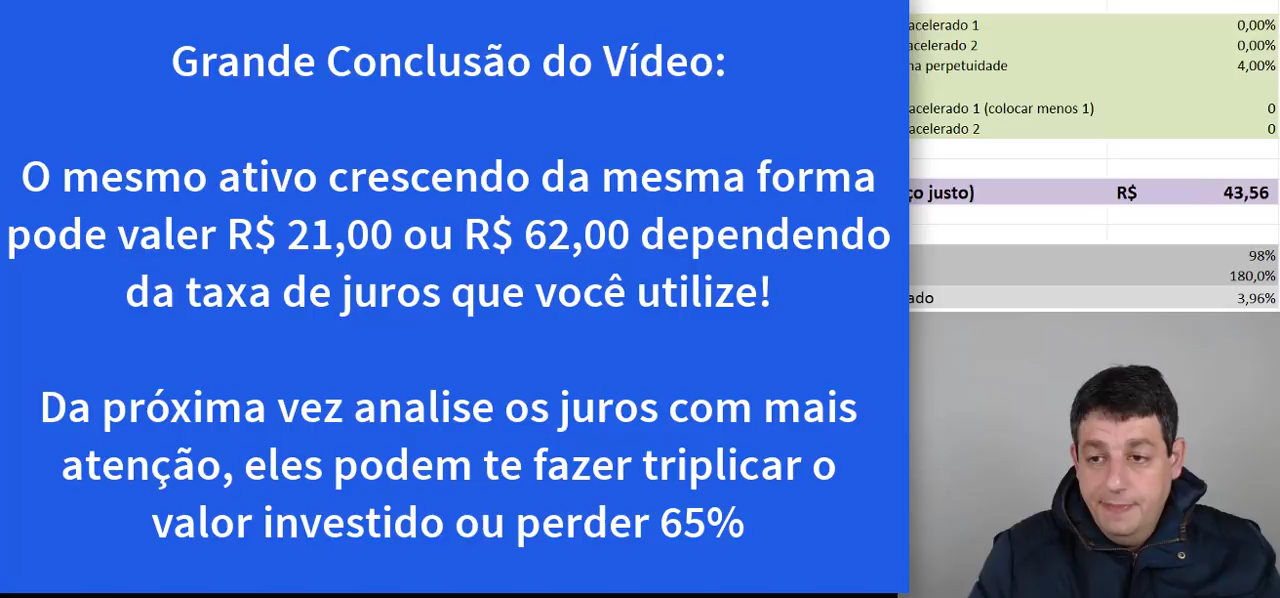 Grande Conclusão do Vídeo:
O mesmo ativo crescendo da mesma forma
pode valer R$ 21,00 ou R$ 62,00 dependendo
da taxa de juros que você utilize!
Da próxima vez analise os juros com mais
atenção, eles podem te fazer triplicar o
valor investido ou perder 65%
acelerado 1 0,00%
acelerado 2 0,00%
na perpetuidade 4,00%
acelerado 1 (colocar menos 1) 0
acelerado 2 0
ço justo) R$ 43,56
98%
180,0%
ado 3,96%